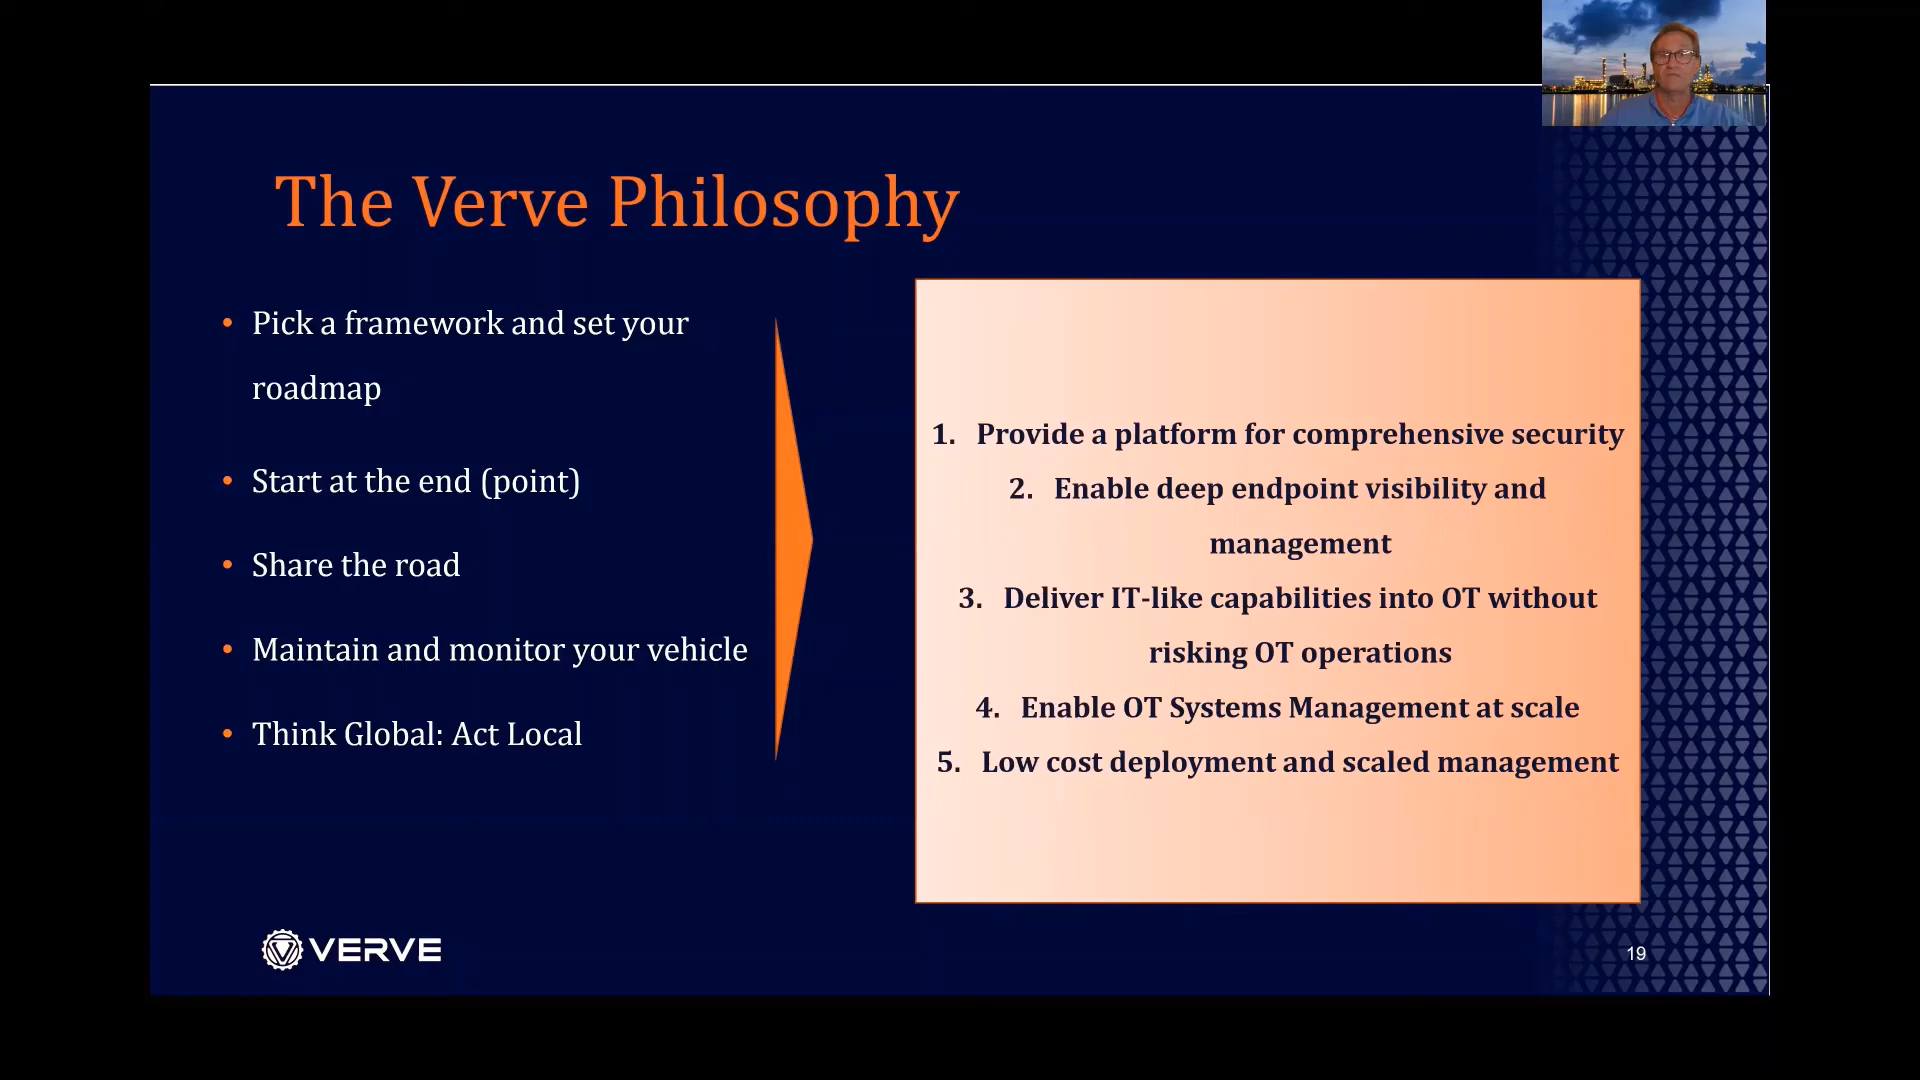 The Verve Philosophy
• Pick a framework and set your
roadmap
• Start at the end (point)
• Share the road
• Maintain and monitor your vehicle
• Think Global: Act Local
1. Provide a platform for comprehensive security
2. Enable deep endpoint visibility and
management
3. Deliver IT-like capabilities into OT without
risking OT operations
4. Enable OT Systems Management at scale
5. Low cost deployment and scaled management
VERVE
19